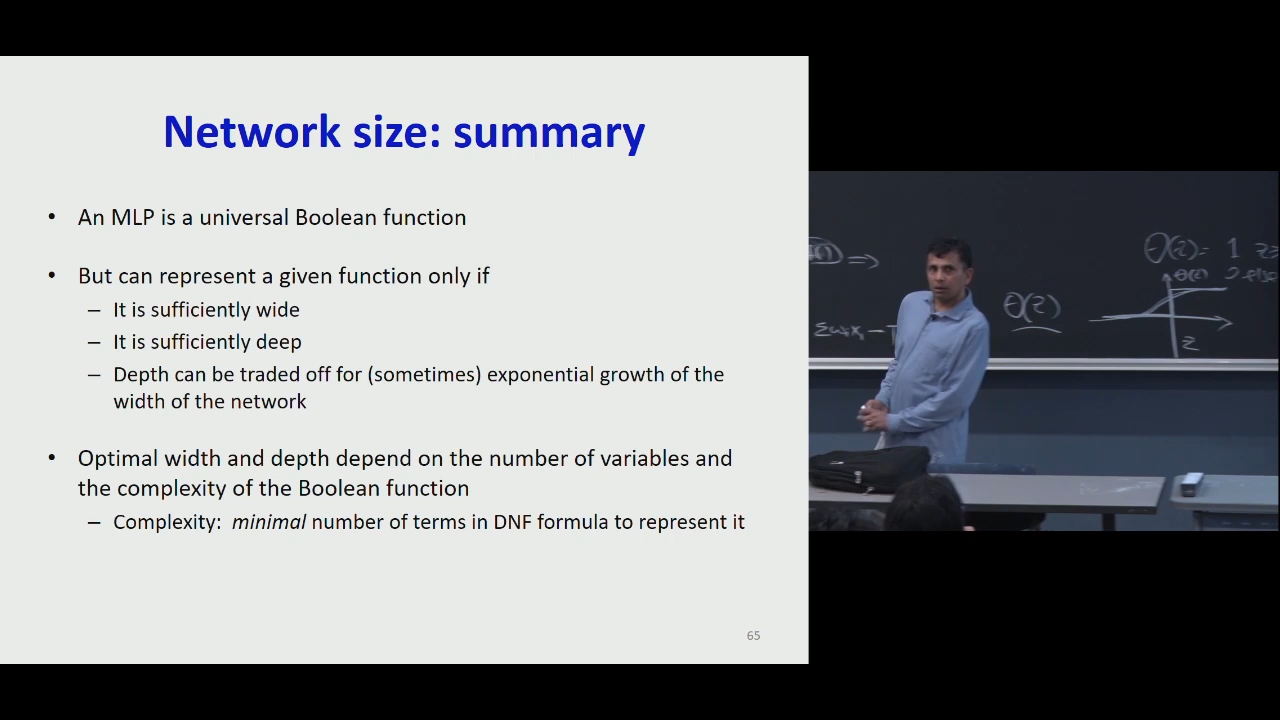 Network size: summary
• An MLP is a universal Boolean function
• But can represent a given function only if
– It is sufficiently wide
– It is sufficiently deep
– Depth can be traded off for (sometimes) exponential growth of the
width of the network
• Optimal width and depth depend on the number of variables and
the complexity of the Boolean function
– Complexity: minimal number of terms in DNF formula to represent it
65
⇒
Σwᵢxᵢ − T
θ(z)
θ(z) = 1
θ(z)
z